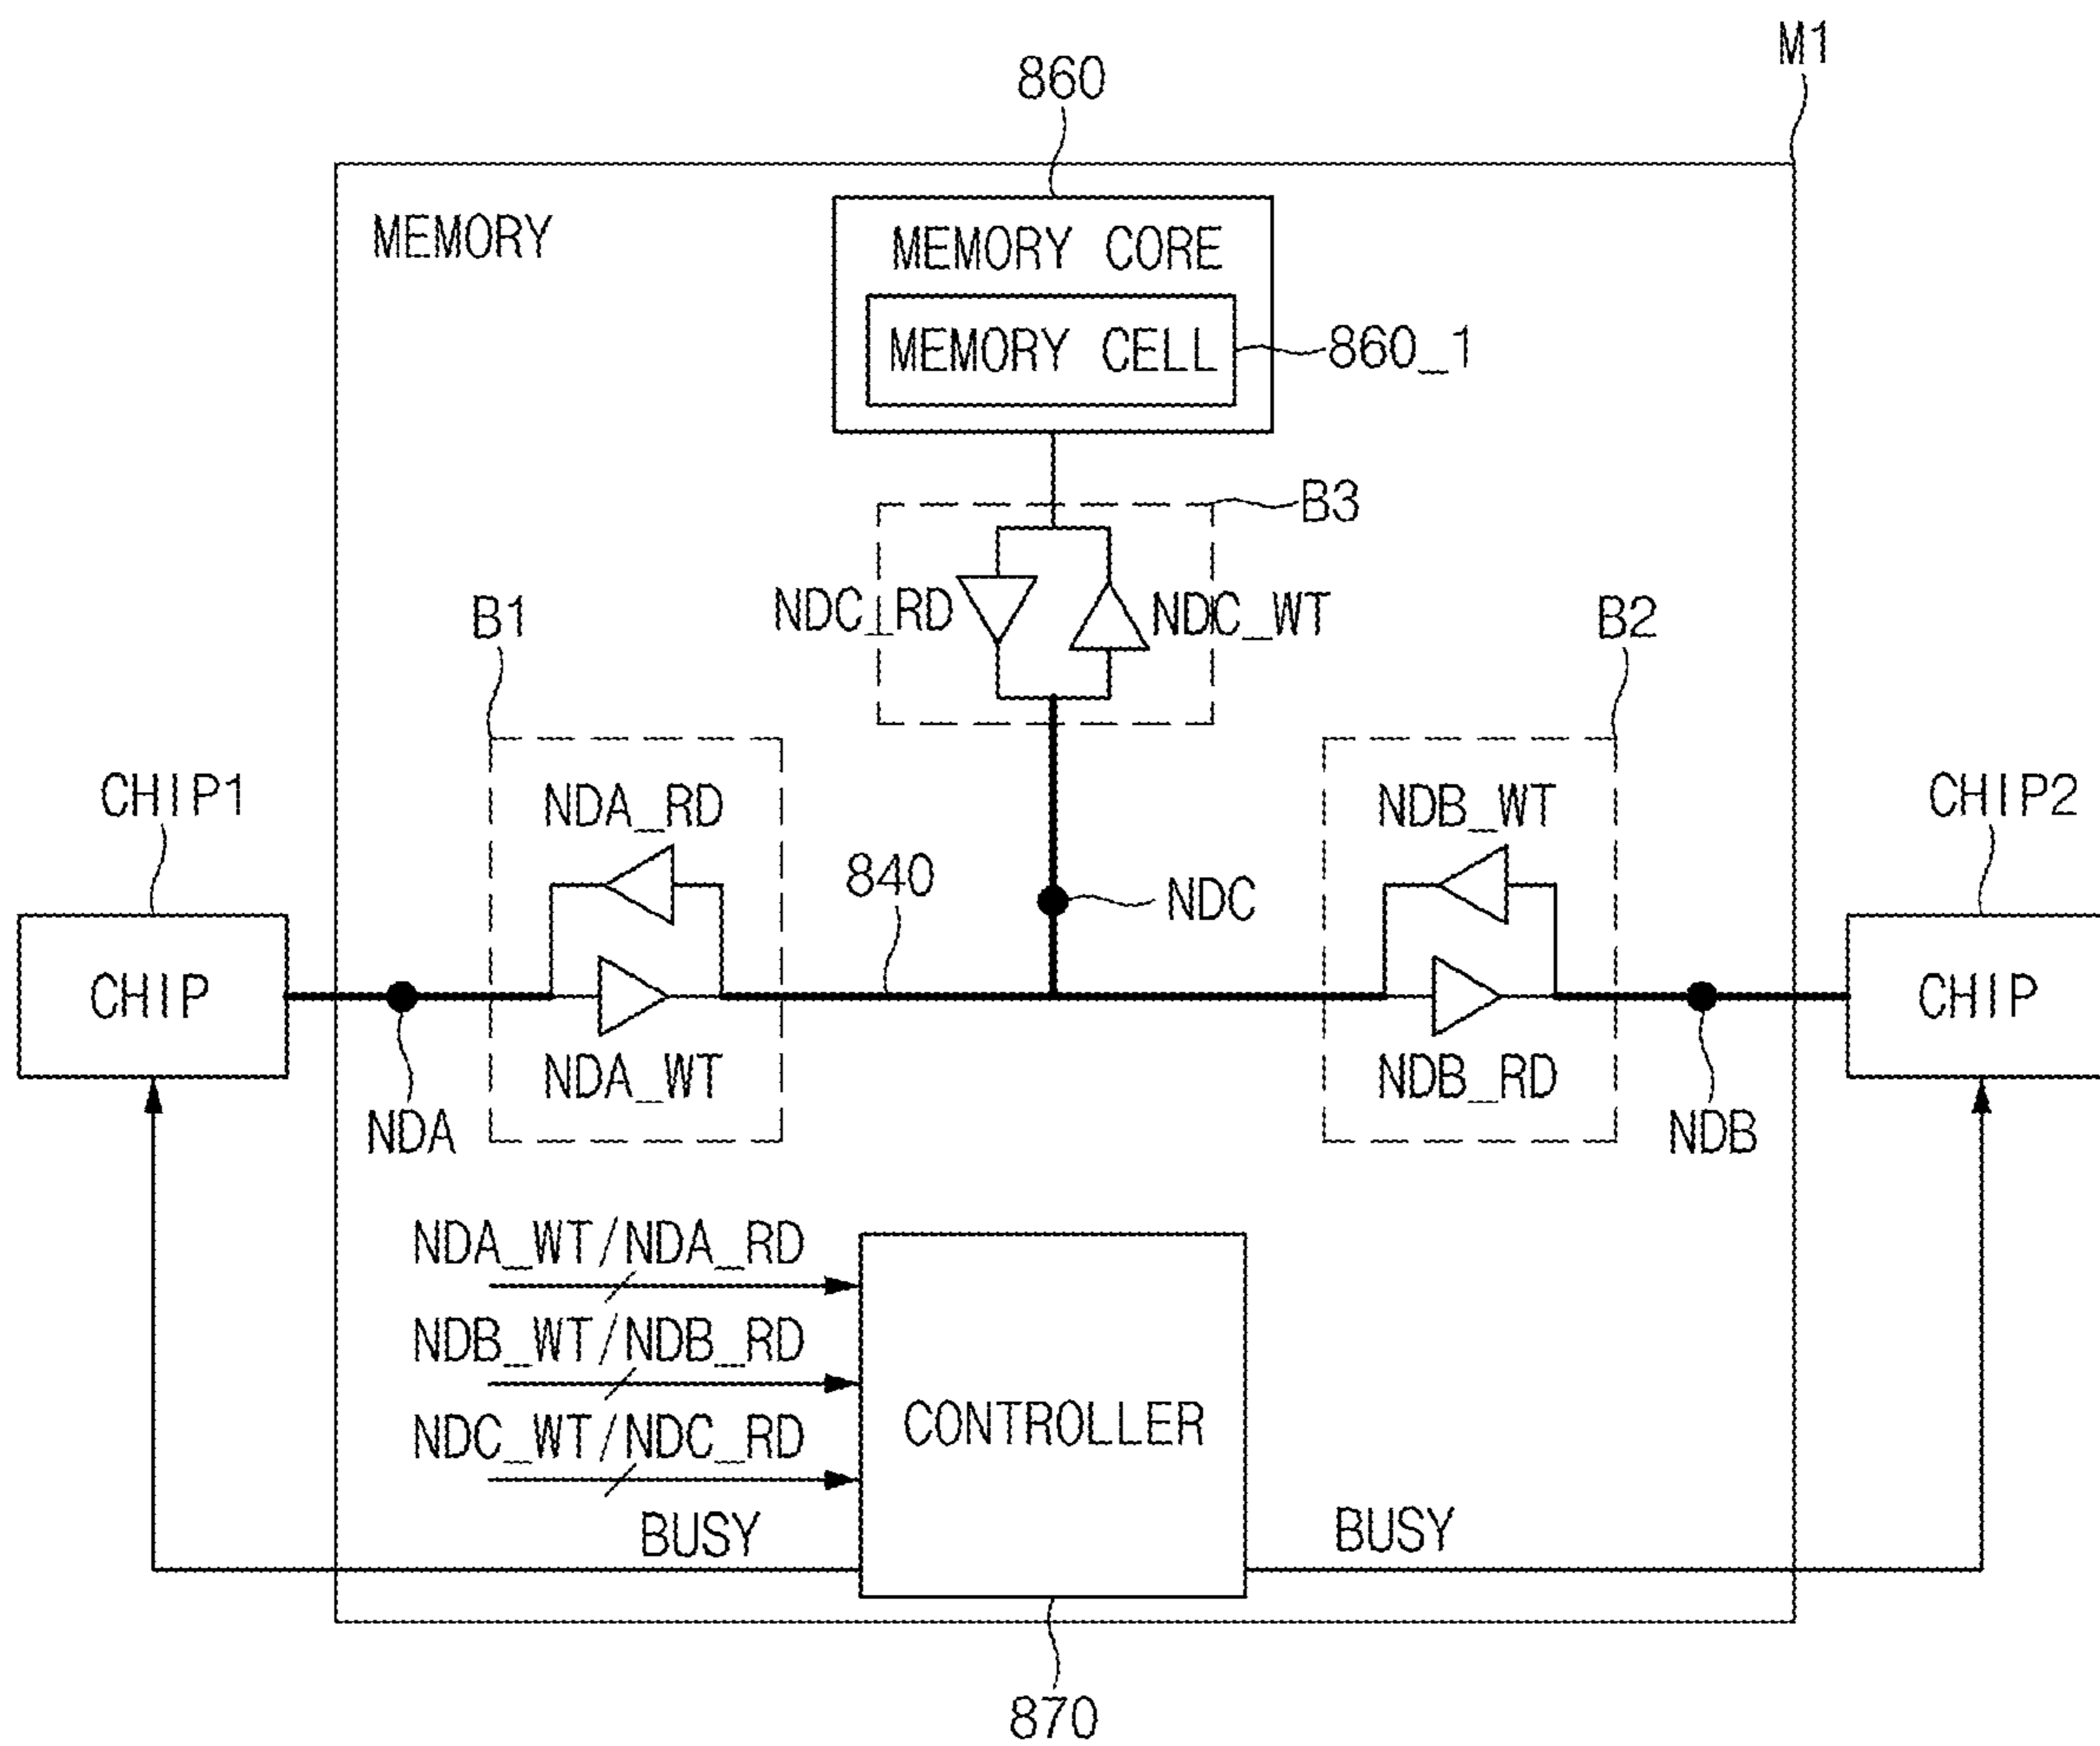 M1
860
MEMORY
MEMORY CORE
MEMORY CELL
860_1
B3
NDC_RD
NDC_WT
B1
B2
CHIP1
NDA_RD
NDB_WT
CHIP2
840
NDC
CHIP
CHIP
NDA_WT
NDB_RD
NDA
NDB
NDA_WT/NDA_RD
NDB_WT/NDB_RD
NDC_WT/NDC_RD
CONTROLLER
BUSY
BUSY
870